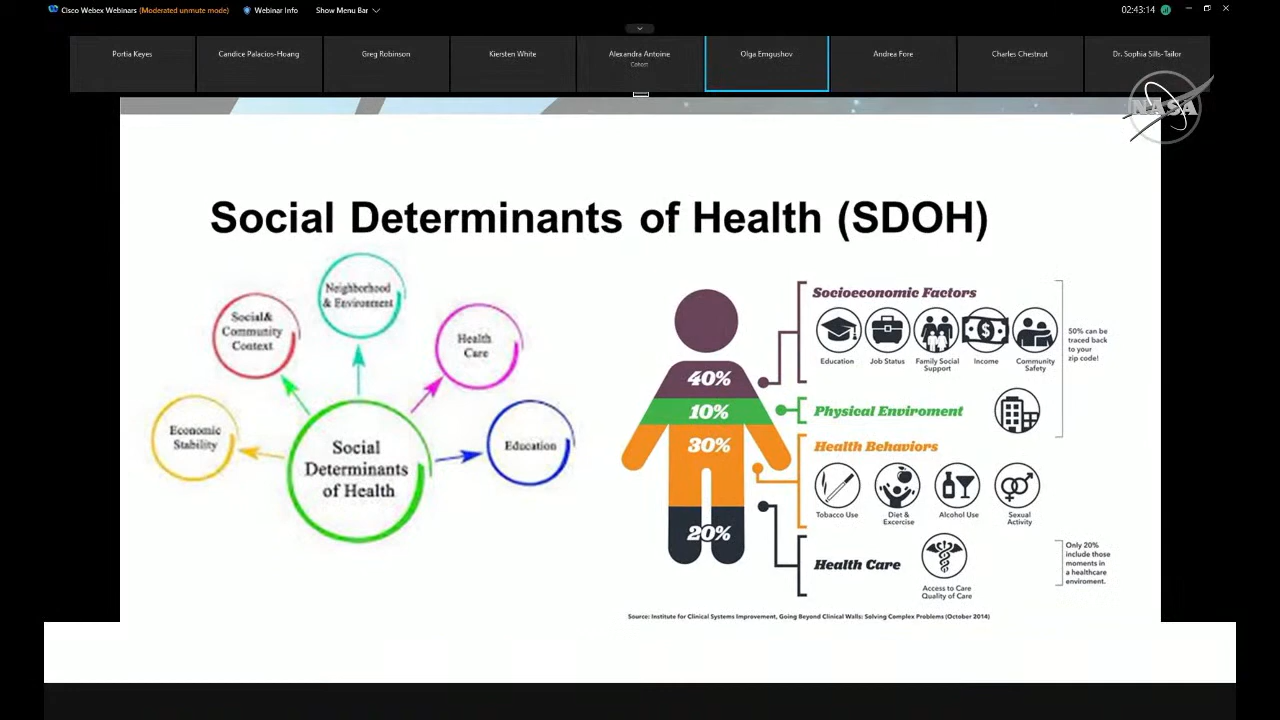 Cisco Webex Webinars (Moderated unmute mode) Webinar Info Show Menu Bar 02:43:14
Portia Keyes
Candice Palacios-Hoang
Greg Robinson
Kiersten White
Alexandra Antoine
Cohort
Olga Emgushov
Andrea Fore
Charles Chestnut
Dr. Sophia Sills-Tailor
NASA
Social Determinants of Health (SDOH)
Neighborhood
& Environment
Social&
Community
Context
Health
Care
Economic
Stability
Education
Social
Determinants
of Health
40%
10%
30%
20%
Socioeconomic Factors
Education
Job Status
Family Social
Support
Income
Community
Safety
50% can be
traced back
to your
zip code!
Physical Enviroment
Health Behaviors
Tobacco Use
Diet &
Excercise
Alcohol Use
Sexual
Activity
Health Care
Access to Care
Quality of Care
Only 20%
include those
moments in
a healthcare
enviroment.
Source: Institute for Clinical Systems Improvement, Going Beyond Clinical Walls: Solving Complex Problems (October 2014)